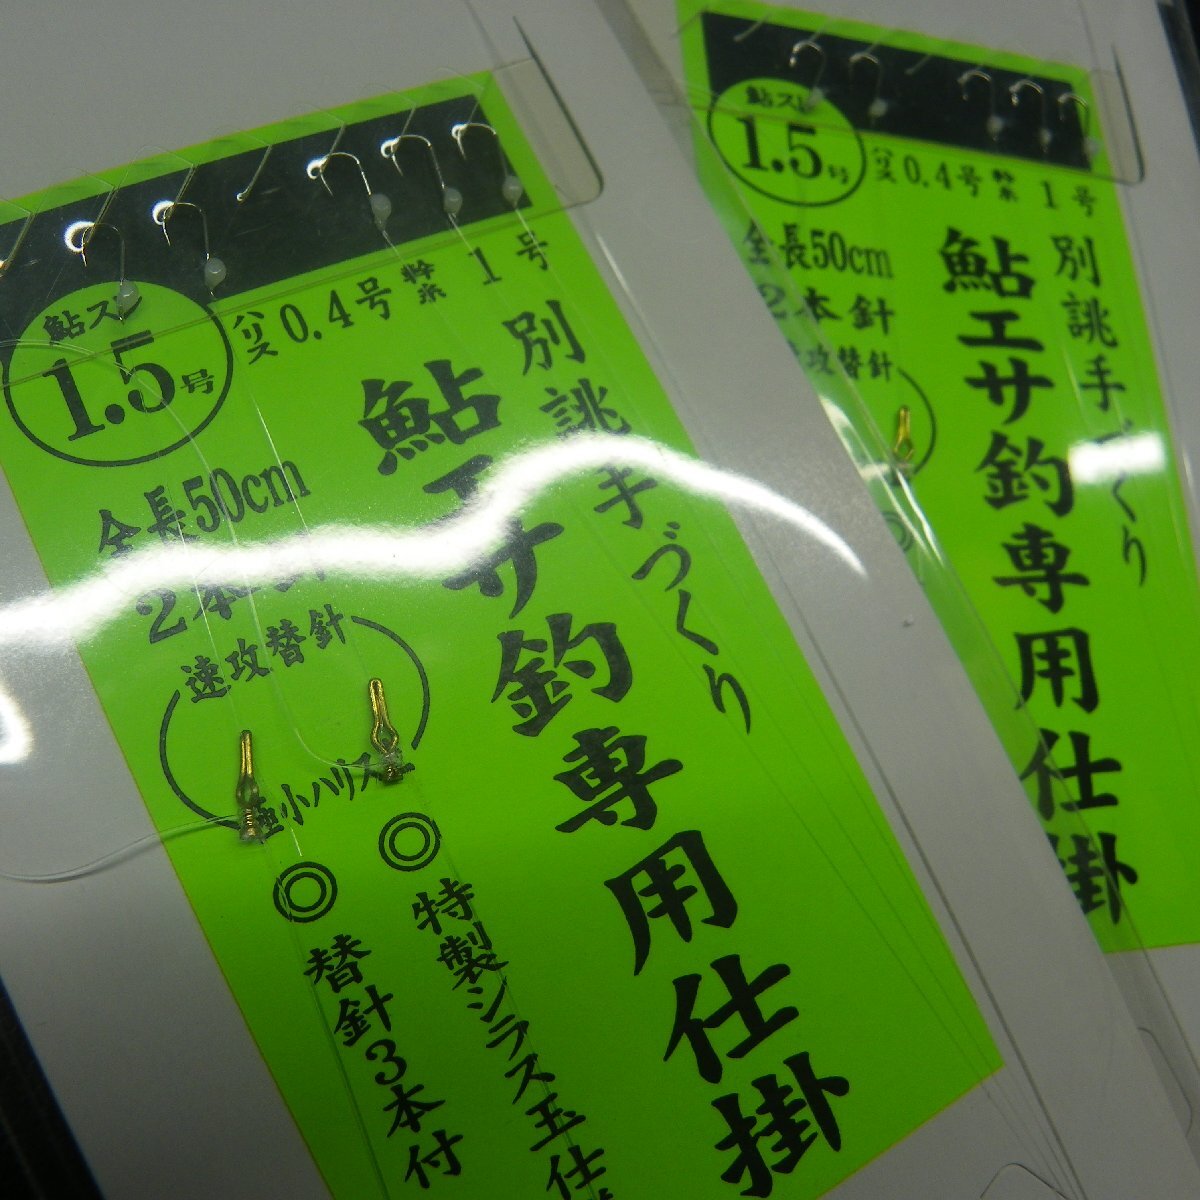 鮎スレ
1.5号
ハリス0.4号 幹糸 1号
別誂手づくり
鮎エサ釣専用仕掛
全長50cm
2本針
速攻替針
極小ハリス止
◎特製シラス玉仕
◎替針3本付
鮎スレ
1.5号
ハリス0.4号 幹糸 1号
別誂手づくり
鮎エサ釣専用仕掛
全長50cm
2本針
速攻替針
◎